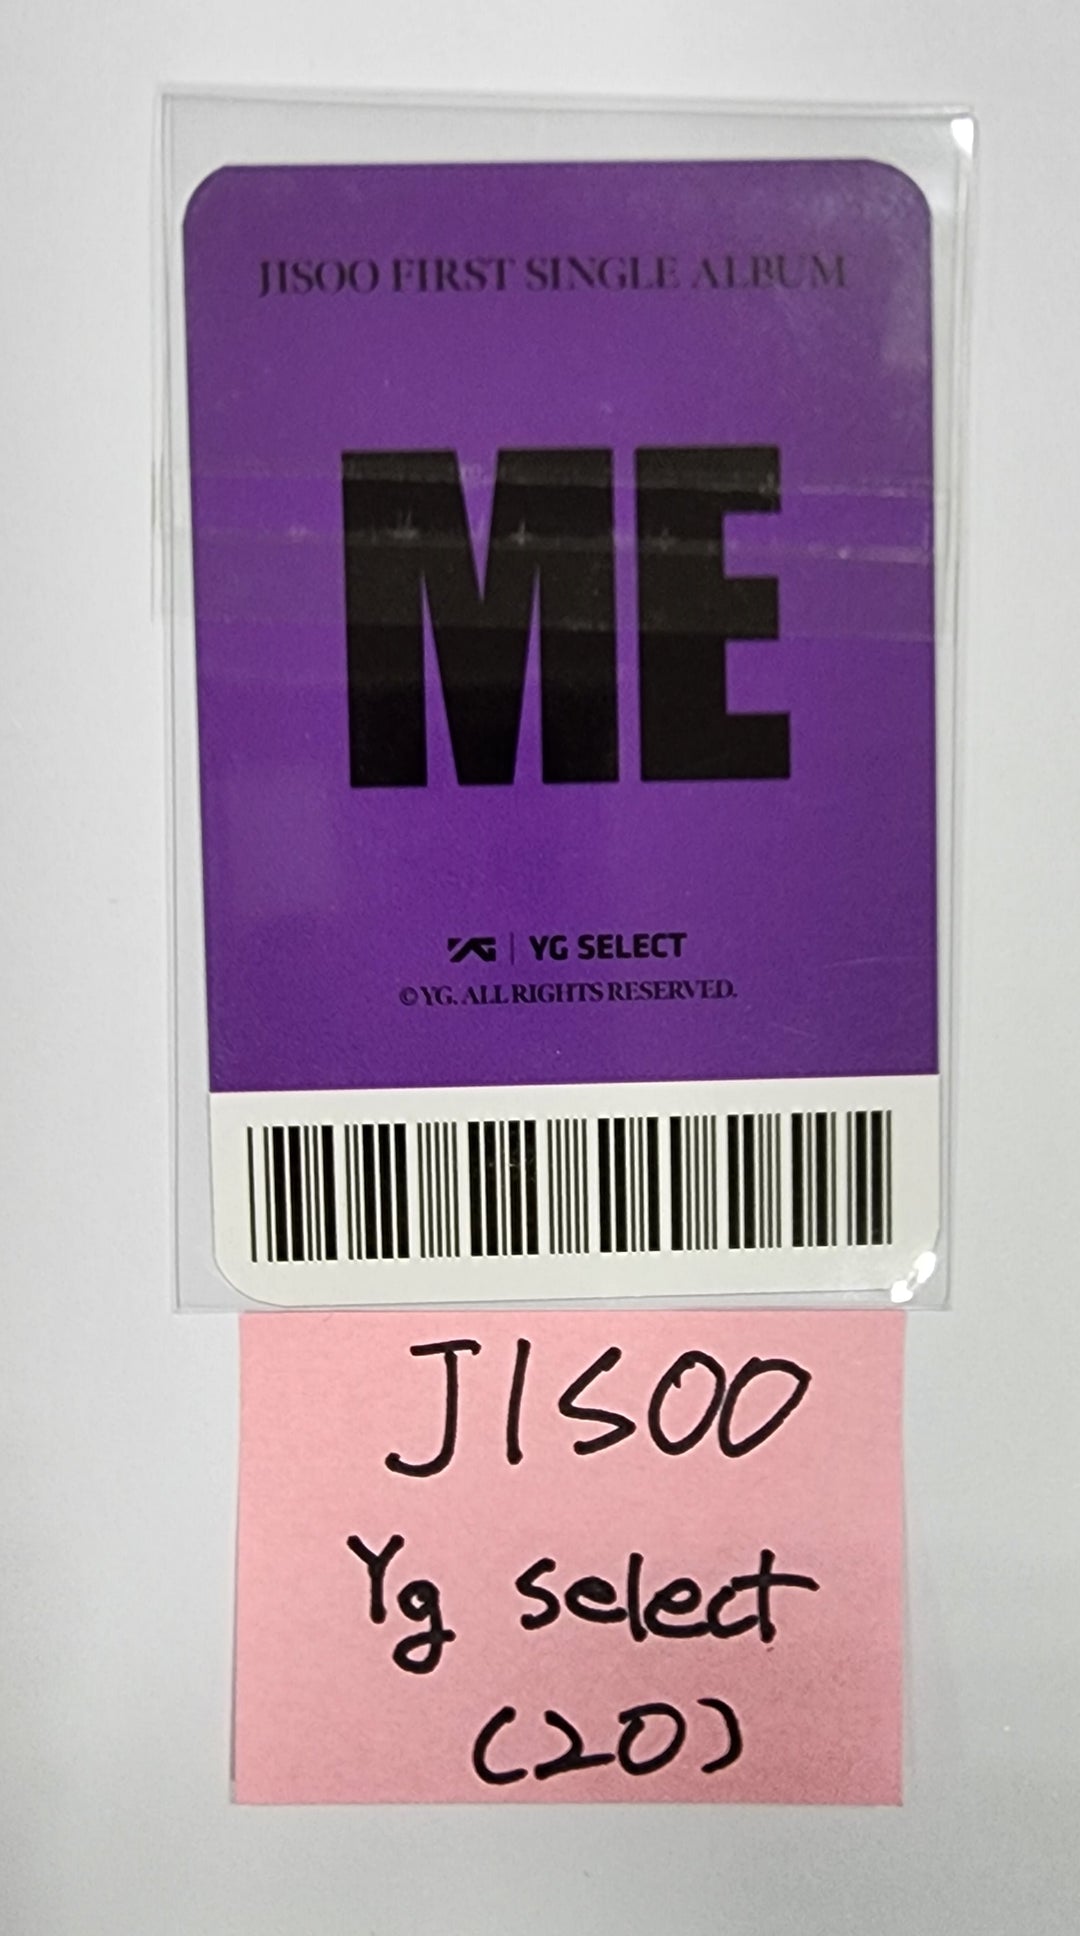 JISOO FIRST SINGLE ALBUM
ME
YG | YG SELECT
©YG. ALL RIGHTS RESERVED.
JISOO
Yg select
(20)